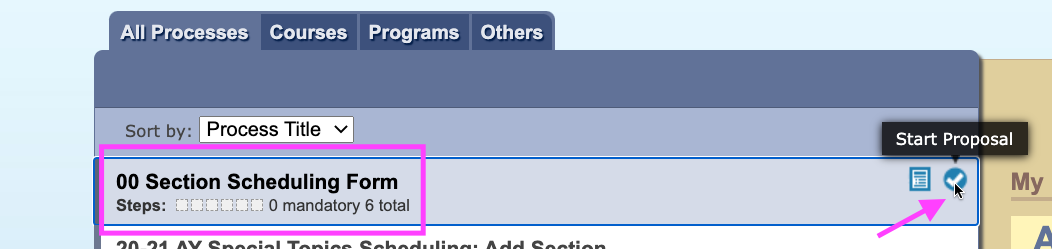 All Processes Courses Programs Others
Sort by: Process Title
Start Proposal
00 Section Scheduling Form
Steps: 0 mandatory 6 total
My
20-21 AY Special Topics Scheduling: Add Section
A